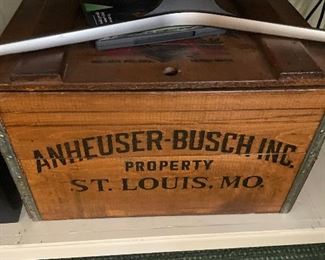 ANHEUSER-BUSCH INC.
PROPERTY
ST. LOUIS, MO.